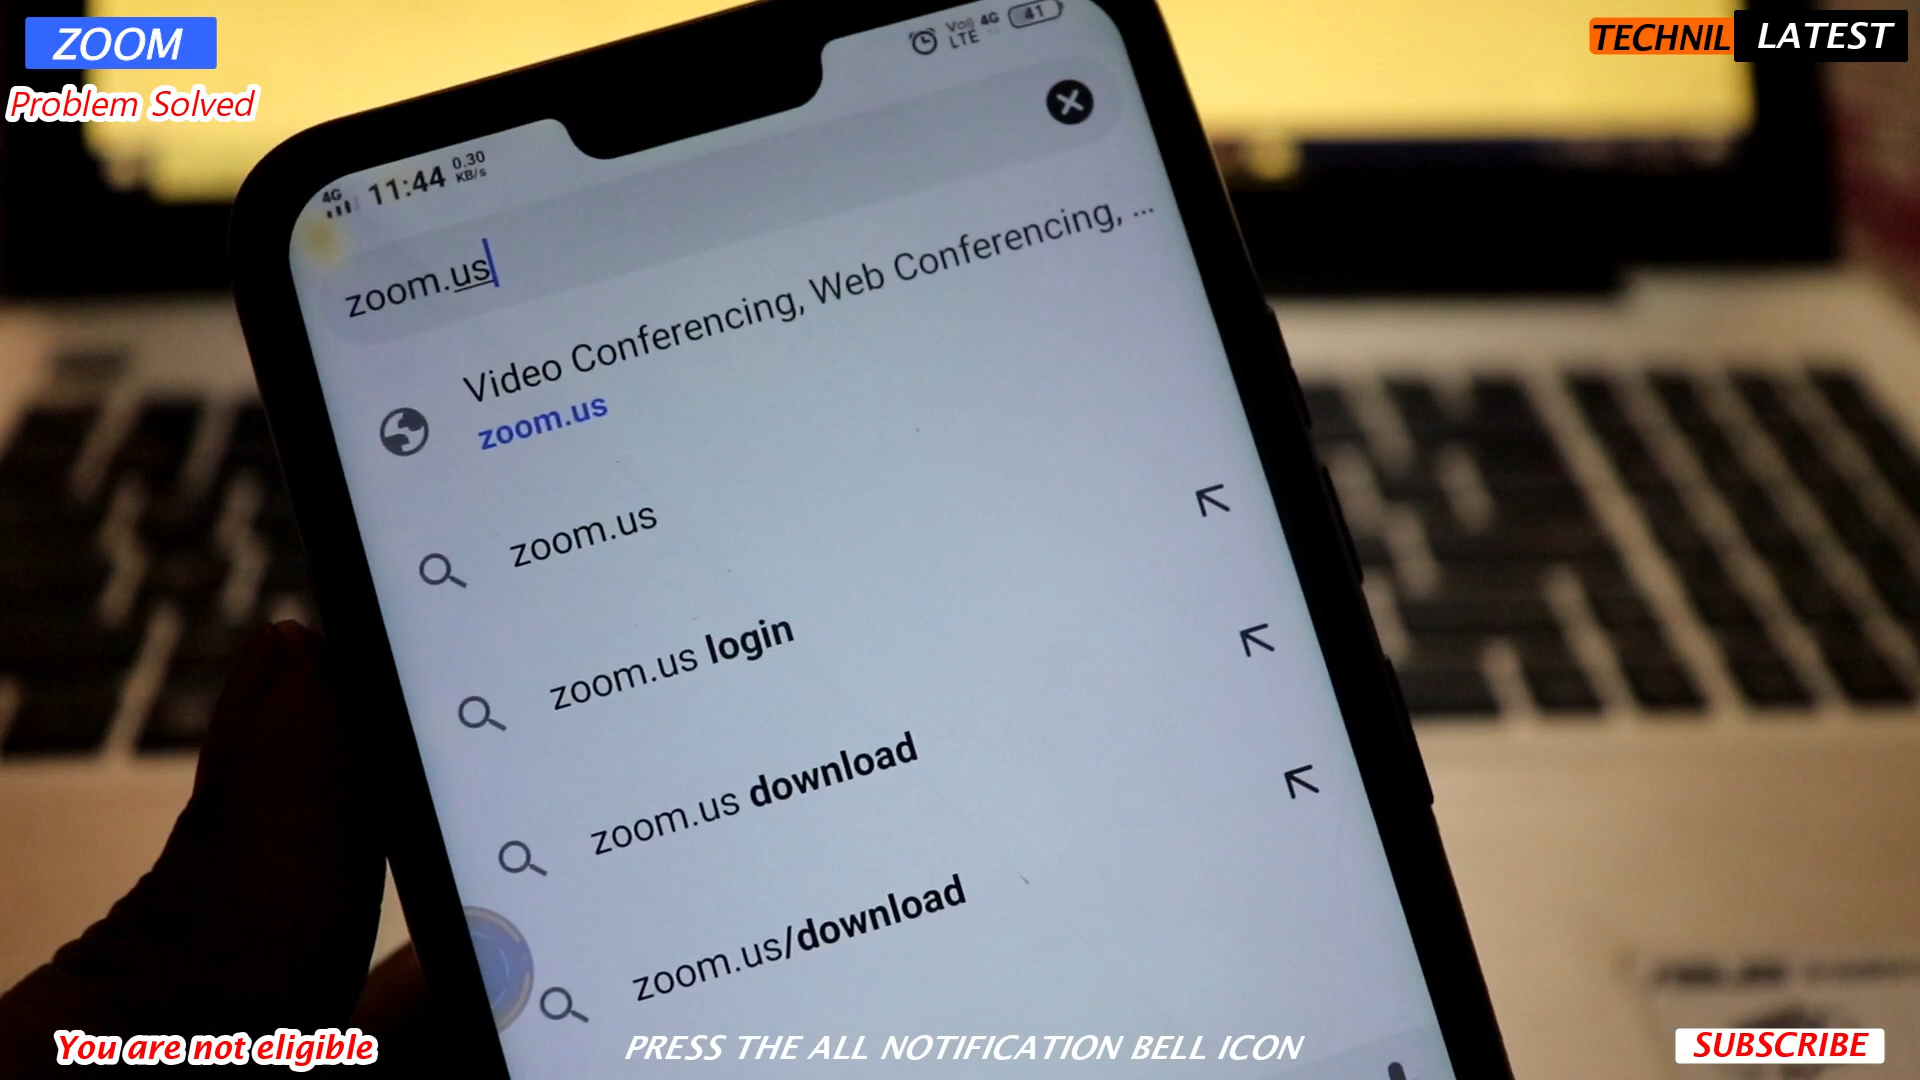 ZOOM
Problem Solved
TECHNIL LATEST
4G 11:44 0.30 KB/s
Vo)) LTE 4G 41
zoom.us
Video Conferencing, Web Conferencing, ...
zoom.us
zoom.us
zoom.us login
zoom.us download
zoom.us/download
You are not eligible
PRESS THE ALL NOTIFICATION BELL ICON
SUBSCRIBE